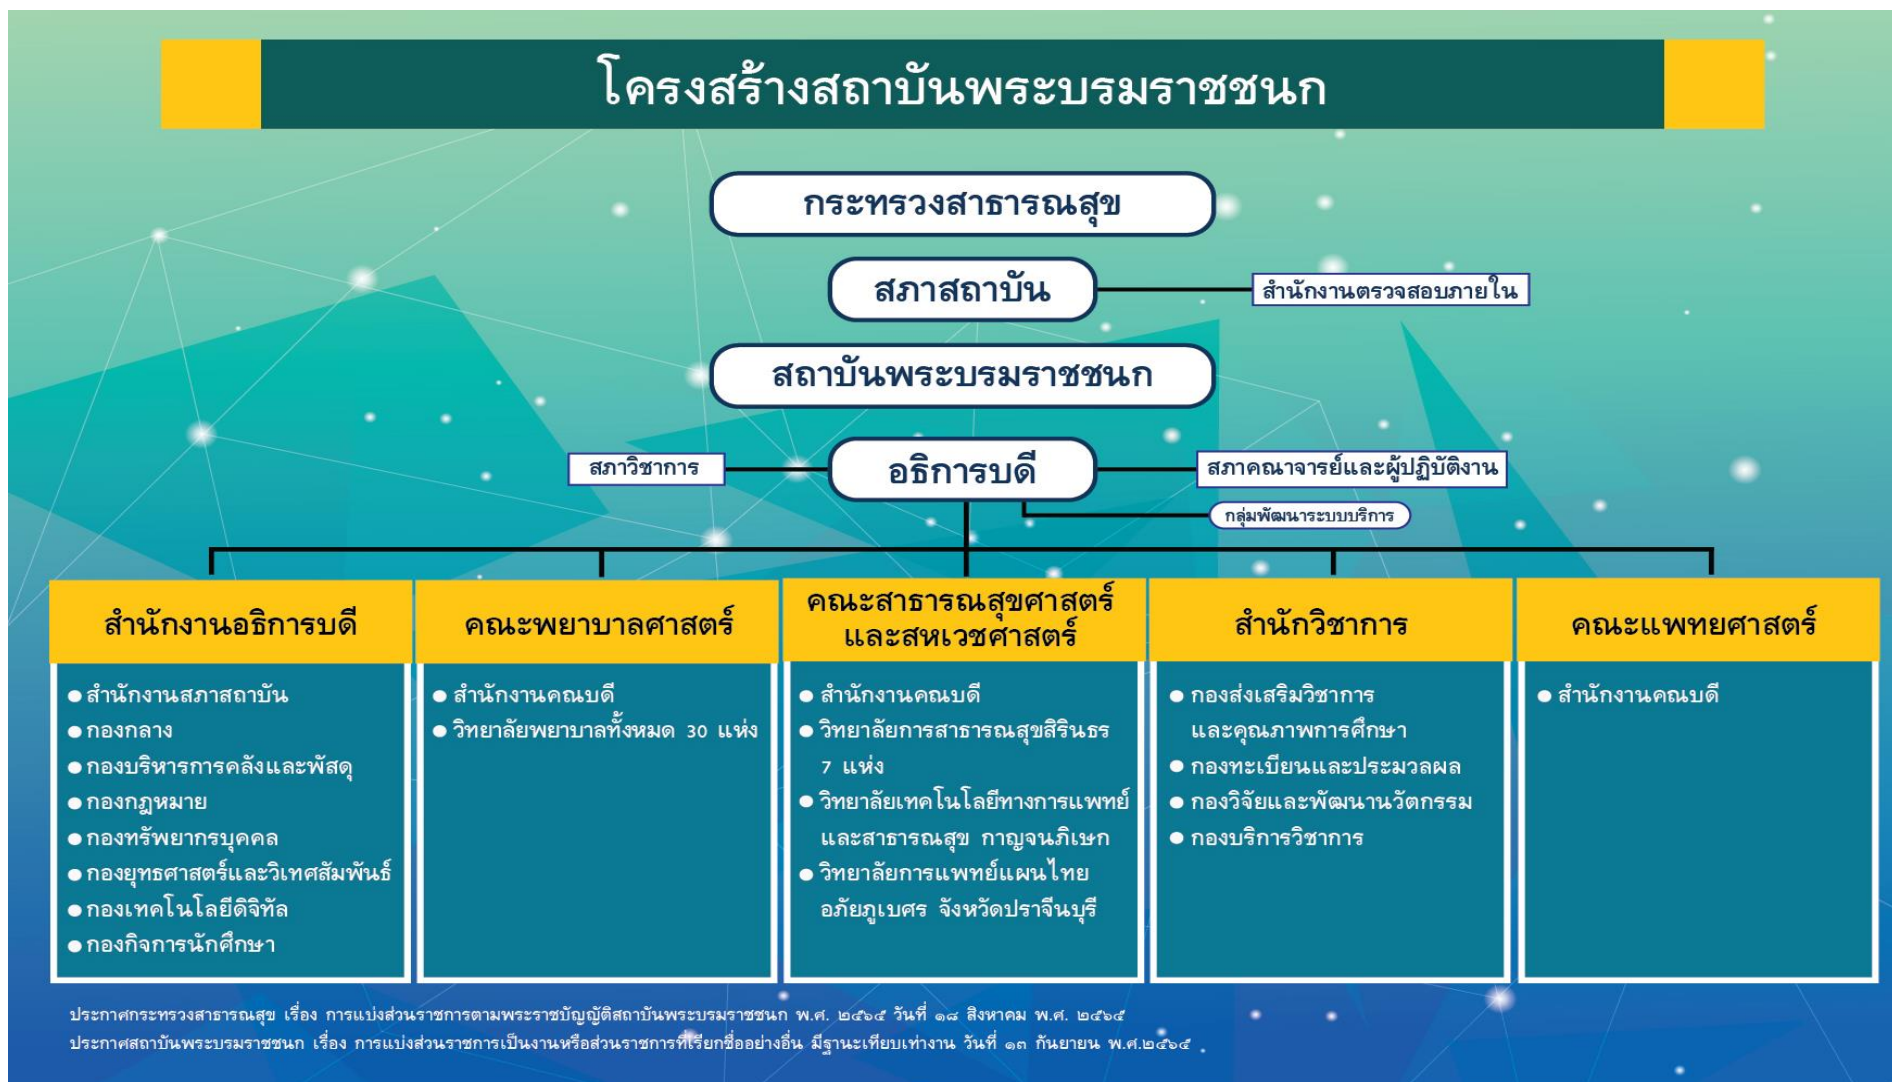 โครงสร้างสถาบันพระบรมราชชนก
กระทรวงสาธารณสุข
สภาสถาบัน
สำนักงานตรวจสอบภายใน
สถาบันพระบรมราชชนก
สภาวิชาการ
อธิการบดี
สภาคณาจารย์และผู้ปฏิบัติงาน
กลุ่มพัฒนาระบบบริการ
สำนักงานอธิการบดี
● สำนักงานสภาสถาบัน
● กองกลาง
● กองบริหารการคลังและพัสดุ
● กองกฎหมาย
● กองทรัพยากรบุคคล
● กองยุทธศาสตร์และวิเทศสัมพันธ์
● กองเทคโนโลยีดิจิทัล
● กองกิจการนักศึกษา
คณะพยาบาลศาสตร์
● สำนักงานคณบดี
● วิทยาลัยพยาบาลทั้งหมด 30 แห่ง
คณะสาธารณสุขศาสตร์
และสหเวชศาสตร์
● สำนักงานคณบดี
● วิทยาลัยการสาธารณสุขสิรินธร
7 แห่ง
● วิทยาลัยเทคโนโลยีทางการแพทย์
และสาธารณสุข กาญจนภิเษก
● วิทยาลัยการแพทย์แผนไทย
อภัยภูเบศร จังหวัดปราจีนบุรี
สำนักวิชาการ
● กองส่งเสริมวิชาการ
และคุณภาพการศึกษา
● กองทะเบียนและประมวลผล
● กองวิจัยและพัฒนานวัตกรรม
● กองบริการวิชาการ
คณะแพทยศาสตร์
● สำนักงานคณบดี
ประกาศกระทรวงสาธารณสุข เรื่อง การแบ่งส่วนราชการตามพระราชบัญญัติสถาบันพระบรมราชชนก พ.ศ. ๒๕๖๔ วันที่ ๑๘ สิงหาคม พ.ศ. ๒๕๖๔
ประกาศสถาบันพระบรมราชชนก เรื่อง การแบ่งส่วนราชการเป็นงานหรือส่วนราชการที่เรียกชื่ออย่างอื่น มีฐานะเทียบเท่างาน วันที่ ๑๓ กันยายน พ.ศ.๒๕๖๔